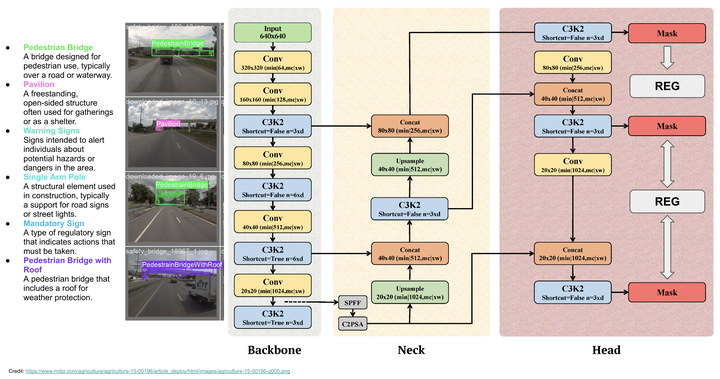 Pedestrian Bridge
A bridge designed for
pedestrian use, typically
over a road or waterway.
Pavilion
A freestanding,
open-sided structure
often used for gatherings
or as a shelter.
Warning Signs
Signs intended to alert
individuals about
potential hazards or
dangers in the area.
Single Arm Pole
A structural element used
in construction, typically
a support for road signs
or street lights.
Mandatory Sign
A type of regulatory sign
that indicates actions that
must be taken.
Pedestrian Bridge with
Roof
A pedestrian bridge that
includes a roof for
weather protection.
PedestrianBridge
Pavilion
PedestrianBridge
PedestrianBridgeWithRoof
Input
640x640
Conv
320x320 (min|64,mc|xw)
Conv
160x160 (min|128,mc|xw)
C3K2
Shortcut=False n=3xd
Conv
80x80 (min|256,mc|xw)
C3K2
Shortcut=False n=6xd
Conv
40x40 (min|512,mc|xw)
C3K2
Shortcut=True n=6xd
Conv
20x20 (min|1024,mc|xw)
C3K2
Shortcut=True n=3xd
Backbone
Concat
80x80 (min|256,mc|xw)
Upsample
40x40 (min|512,mc|xw)
C3K2
Shortcut=False n=3xd
Concat
40x40 (min|512,mc|xw)
Upsample
20x20 (min|1024,mc|xw)
SPFF
C2PSA
Neck
C3K2
Shortcut=False n=3xd
Mask
Conv
80x80 (min|256,mc|xw)
REG
Concat
40x40 (min|512,mc|xw)
C3K2
Shortcut=False n=3xd
Mask
Conv
20x20 (min|1024,mc|xw)
REG
Concat
20x20 (min|1024,mc|xw)
C3K2
Shortcut=False n=3xd
Mask
Head
Credit: https://www.mdpi.com/agriculture/agriculture-15-00196/article_deploy/html/images/agriculture-15-00196-g005.png